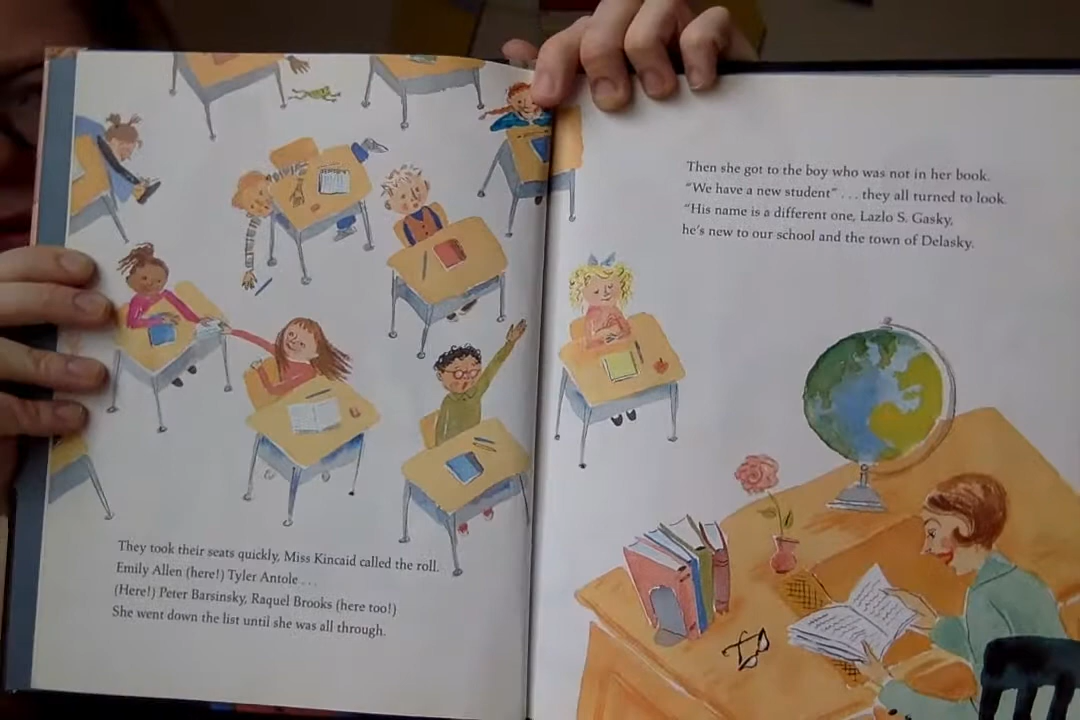 They took their seats quickly, Miss Kincaid called the roll.
Emily Allen (here!) Tyler Antole . . .
(Here!) Peter Barsinsky, Raquel Brooks (here too!)
She went down the list until she was all through.
Then she got to the boy who was not in her book.
“We have a new student” . . . they all turned to look.
“His name is a different one, Lazlo S. Gasky,
he’s new to our school and the town of Delasky.